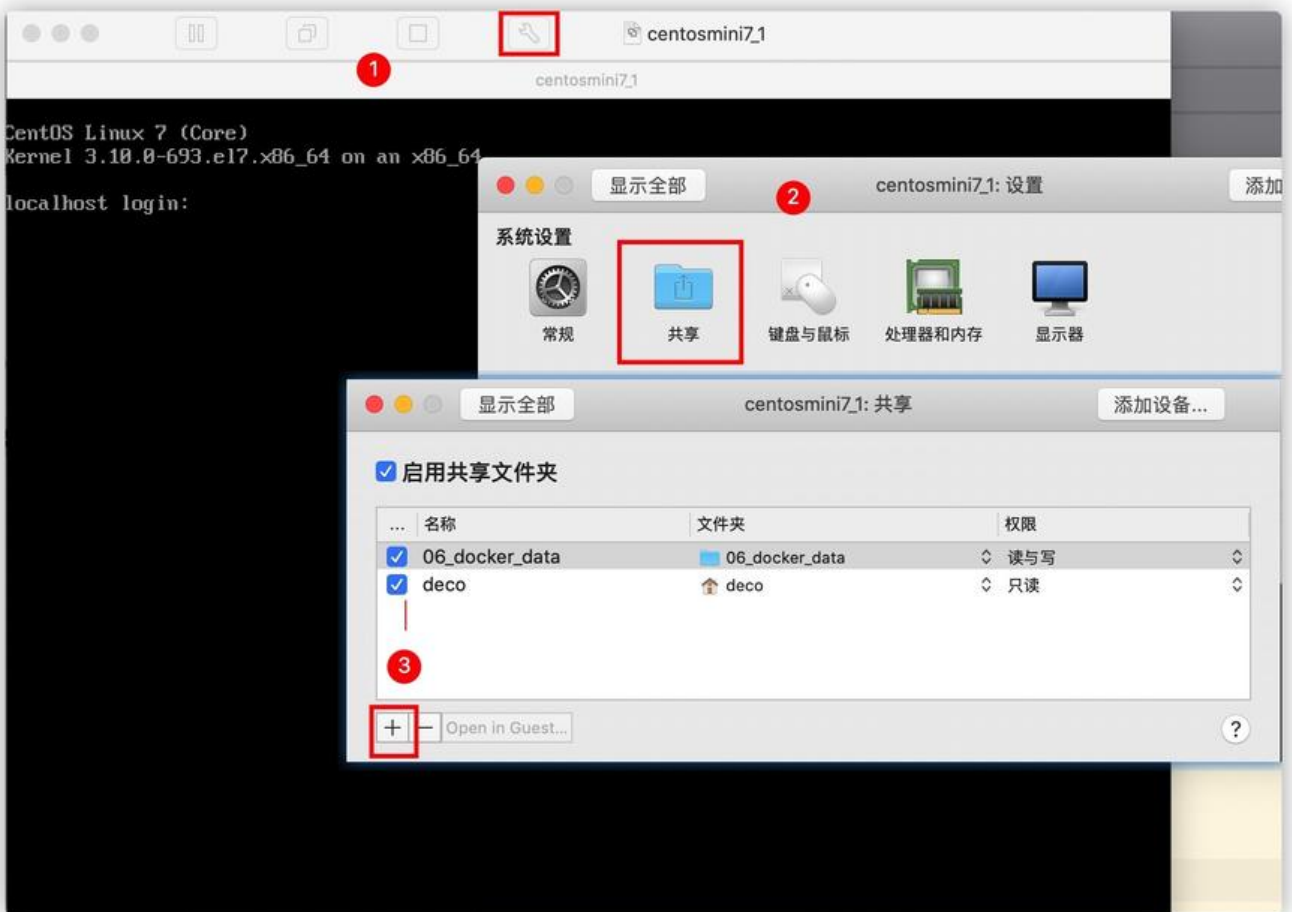 centosmini7_1
1
centosmini7_1
CentOS Linux 7 (Core)
Kernel 3.10.0-693.el7.x86_64 on an x86_64
localhost login:
显示全部
2
centosmini7_1: 设置
添加
系统设置
常规
共享
键盘与鼠标
处理器和内存
显示器
显示全部
centosmini7_1: 共享
添加设备...
启用共享文件夹
... 名称 文件夹 权限
06_docker_data 06_docker_data 读与写
deco deco 只读
3
+ − Open in Guest... ?